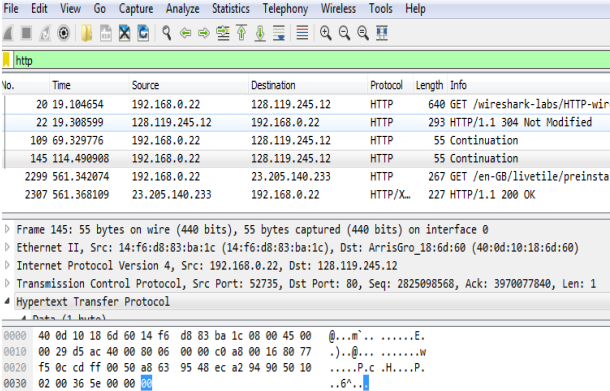 File Edit View Go Capture Analyze Statistics Telephony Wireless Tools Help
http
No. Time Source Destination Protocol Length Info
20 19.104654 192.168.0.22 128.119.245.12 HTTP 640 GET /wireshark-labs/HTTP-wire
22 19.308599 128.119.245.12 192.168.0.22 HTTP 293 HTTP/1.1 304 Not Modified
109 69.329776 192.168.0.22 128.119.245.12 HTTP 55 Continuation
145 114.490908 192.168.0.22 128.119.245.12 HTTP 55 Continuation
2299 561.342074 192.168.0.22 23.205.140.233 HTTP 267 GET /en-GB/livetile/preinsta
2307 561.368109 23.205.140.233 192.168.0.22 HTTP/X… 227 HTTP/1.1 200 OK
Frame 145: 55 bytes on wire (440 bits), 55 bytes captured (440 bits) on interface 0
Ethernet II, Src: 14:f6:d8:83:ba:1c (14:f6:d8:83:ba:1c), Dst: ArrisGro_18:6d:60 (40:0d:10:18:6d:60)
Internet Protocol Version 4, Src: 192.168.0.22, Dst: 128.119.245.12
Transmission Control Protocol, Src Port: 52735, Dst Port: 80, Seq: 2825098568, Ack: 3970077840, Len: 1
Hypertext Transfer Protocol
Data (1 byte)
0000 40 0d 10 18 6d 60 14 f6 d8 83 ba 1c 08 00 45 00 @...m`.. ......E.
0010 00 29 d5 ac 40 00 80 06 00 00 c0 a8 00 16 80 77 .)..@... .......w
0020 f5 0c cd ff 00 50 a8 63 95 48 ec a2 94 90 50 10 .....P.c .H....P.
0030 02 00 36 5e 00 00 00 ..6^...